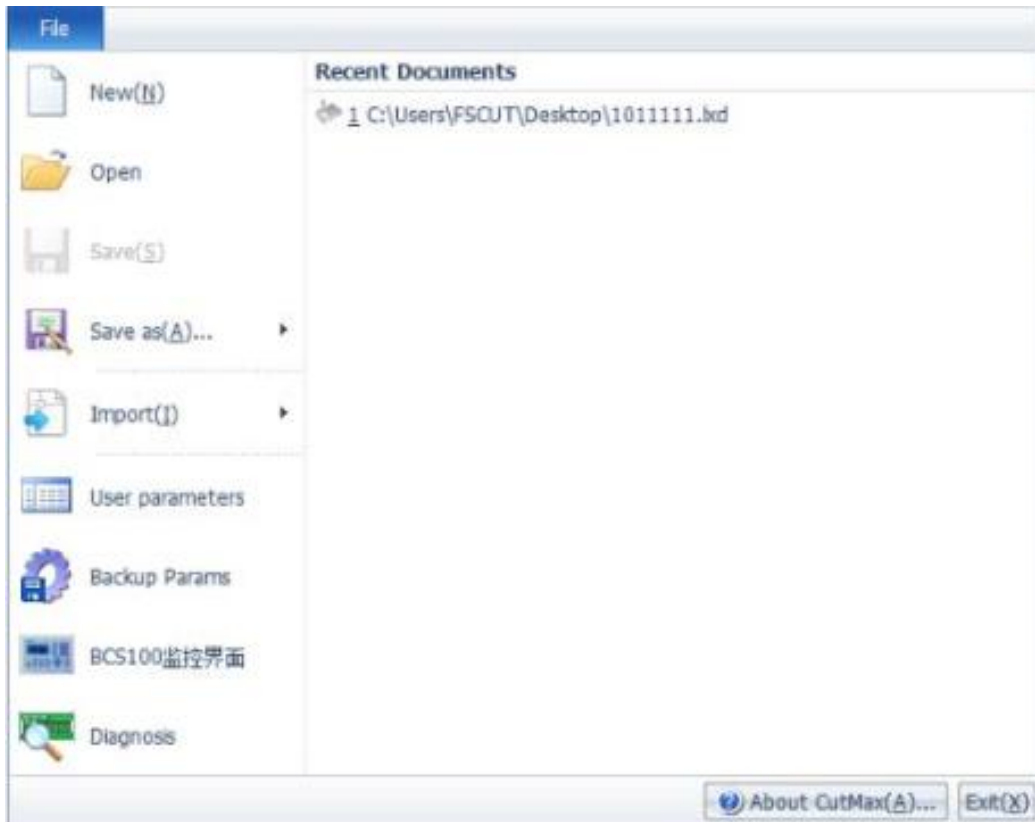 File
New(N)
Open
Save(S)
Save as(A)...
Import(I)
User parameters
Backup Params
BCS100监控界面
Diagnosis
Recent Documents
1 C:\Users\FSCUT\Desktop\1011111.lxd
About CutMax(A)...
Exit(X)